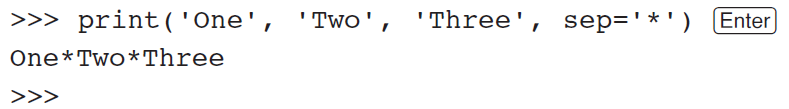 >>> print('One', 'Two', 'Three', sep='*') Enter
One*Two*Three
>>>